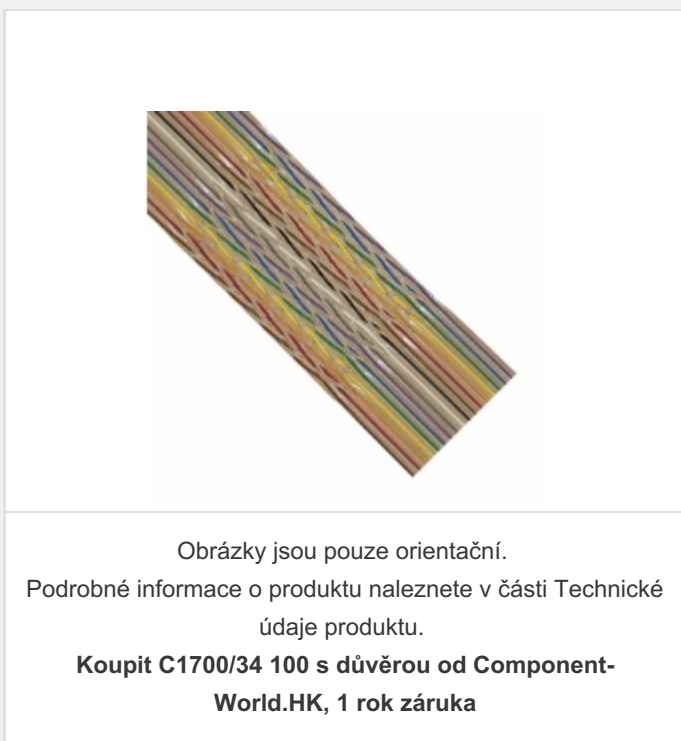 Obrázky jsou pouze orientační.
Podrobné informace o produktu naleznete v části Technické
údaje produktu.
Koupit C1700/34 100 s důvěrou od Component-
World.HK, 1 rok záruka